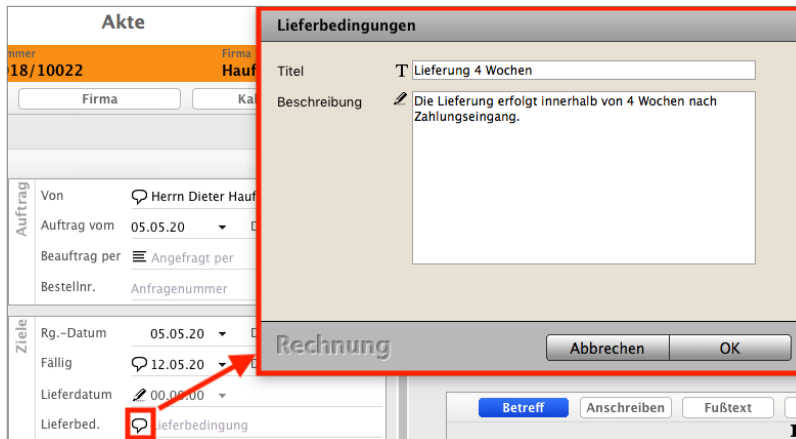 Akte
mmer
18/10022
Firma
Hauf
Firma
Auftrag
Von
Herrn Dieter Hauf
Auftrag vom
05.05.20
Beauftrag per
Angefragt per
Bestellnr.
Anfragenummer
Ziele
Rg.-Datum
05.05.20
Fällig
12.05.20
Lieferdatum
00.00.00
Lieferbed.
Lieferbedingung
Lieferbedingungen
Titel
Lieferung 4 Wochen
Beschreibung
Die Lieferung erfolgt innerhalb von 4 Wochen nach
Zahlungseingang.
Rechnung
Abbrechen
OK
Betreff
Anschreiben
Fußtext